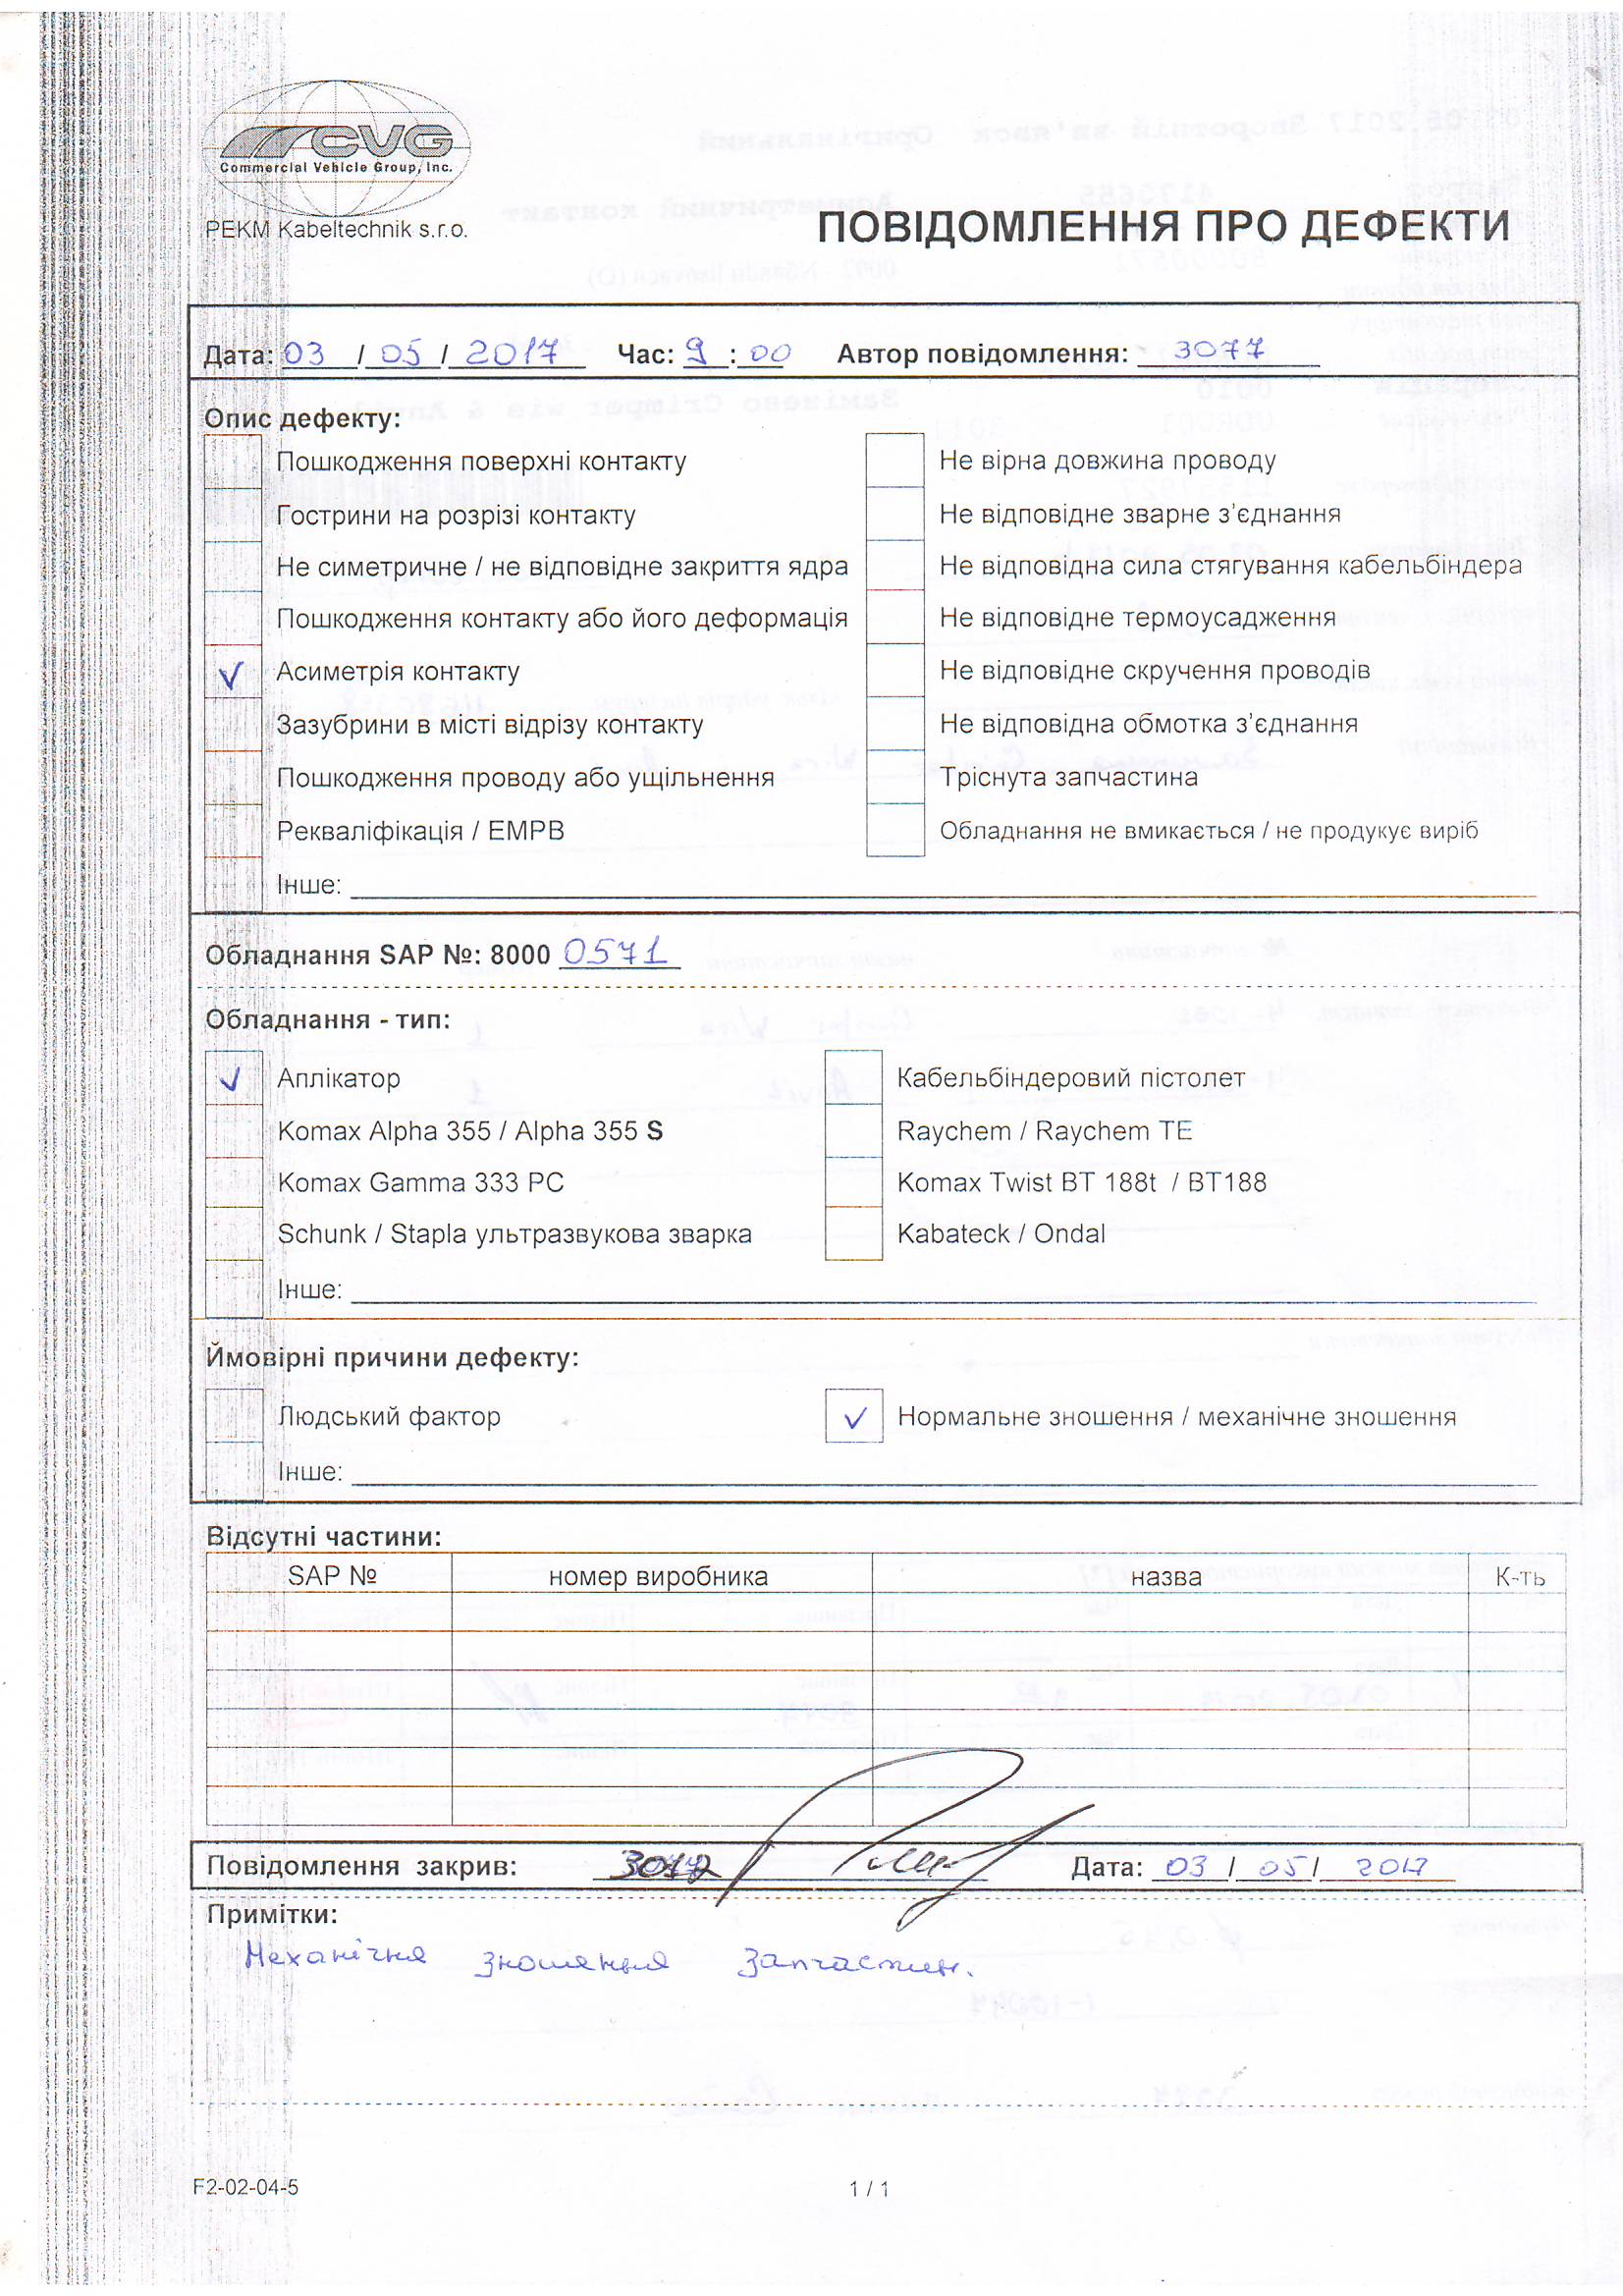 CVG
Commercial Vehicle Group, Inc.
PEKM Kabeltechnik s.r.o.
ПОВІДОМЛЕННЯ ПРО ДЕФЕКТИ
Дата: 03 / 05 / 2017 Час: 9 : 00 Автор повідомлення: 3077
Опис дефекту:
Пошкодження поверхні контакту Не вірна довжина проводу
Гострини на розрізі контакту Не відповідне зварне з'єднання
Не симетричне / не відповідне закриття ядра Не відповідна сила стягування кабельбіндера
Пошкодження контакту або його деформація Не відповідне термоусадження
✓ Асиметрія контакту Не відповідне скручення проводів
Зазубрини в місті відрізу контакту Не відповідна обмотка з'єднання
Пошкодження проводу або ущільнення Тріснута запчастина
Рекваліфікація / EMPB Обладнання не вмикається / не продукує виріб
Інше:
Обладнання SAP №: 8000 0571
Обладнання - тип:
✓ Аплікатор Кабельбіндеровий пістолет
Komax Alpha 355 / Alpha 355 S Raychem / Raychem TE
Komax Gamma 333 PC Komax Twist BT 188t / BT188
Schunk / Stapla ультразвукова зварка Kabateck / Ondal
Інше:
Ймовірні причини дефекту:
Людський фактор ✓ Нормальне зношення / механічне зношення
Інше:
Відсутні частини:
SAP № номер виробника назва К-ть
Повідомлення закрив: Дата: 03 / 05 / 2017
Примітки:
Механічне зношення запчастин.
F2-02-04-5 1 / 1